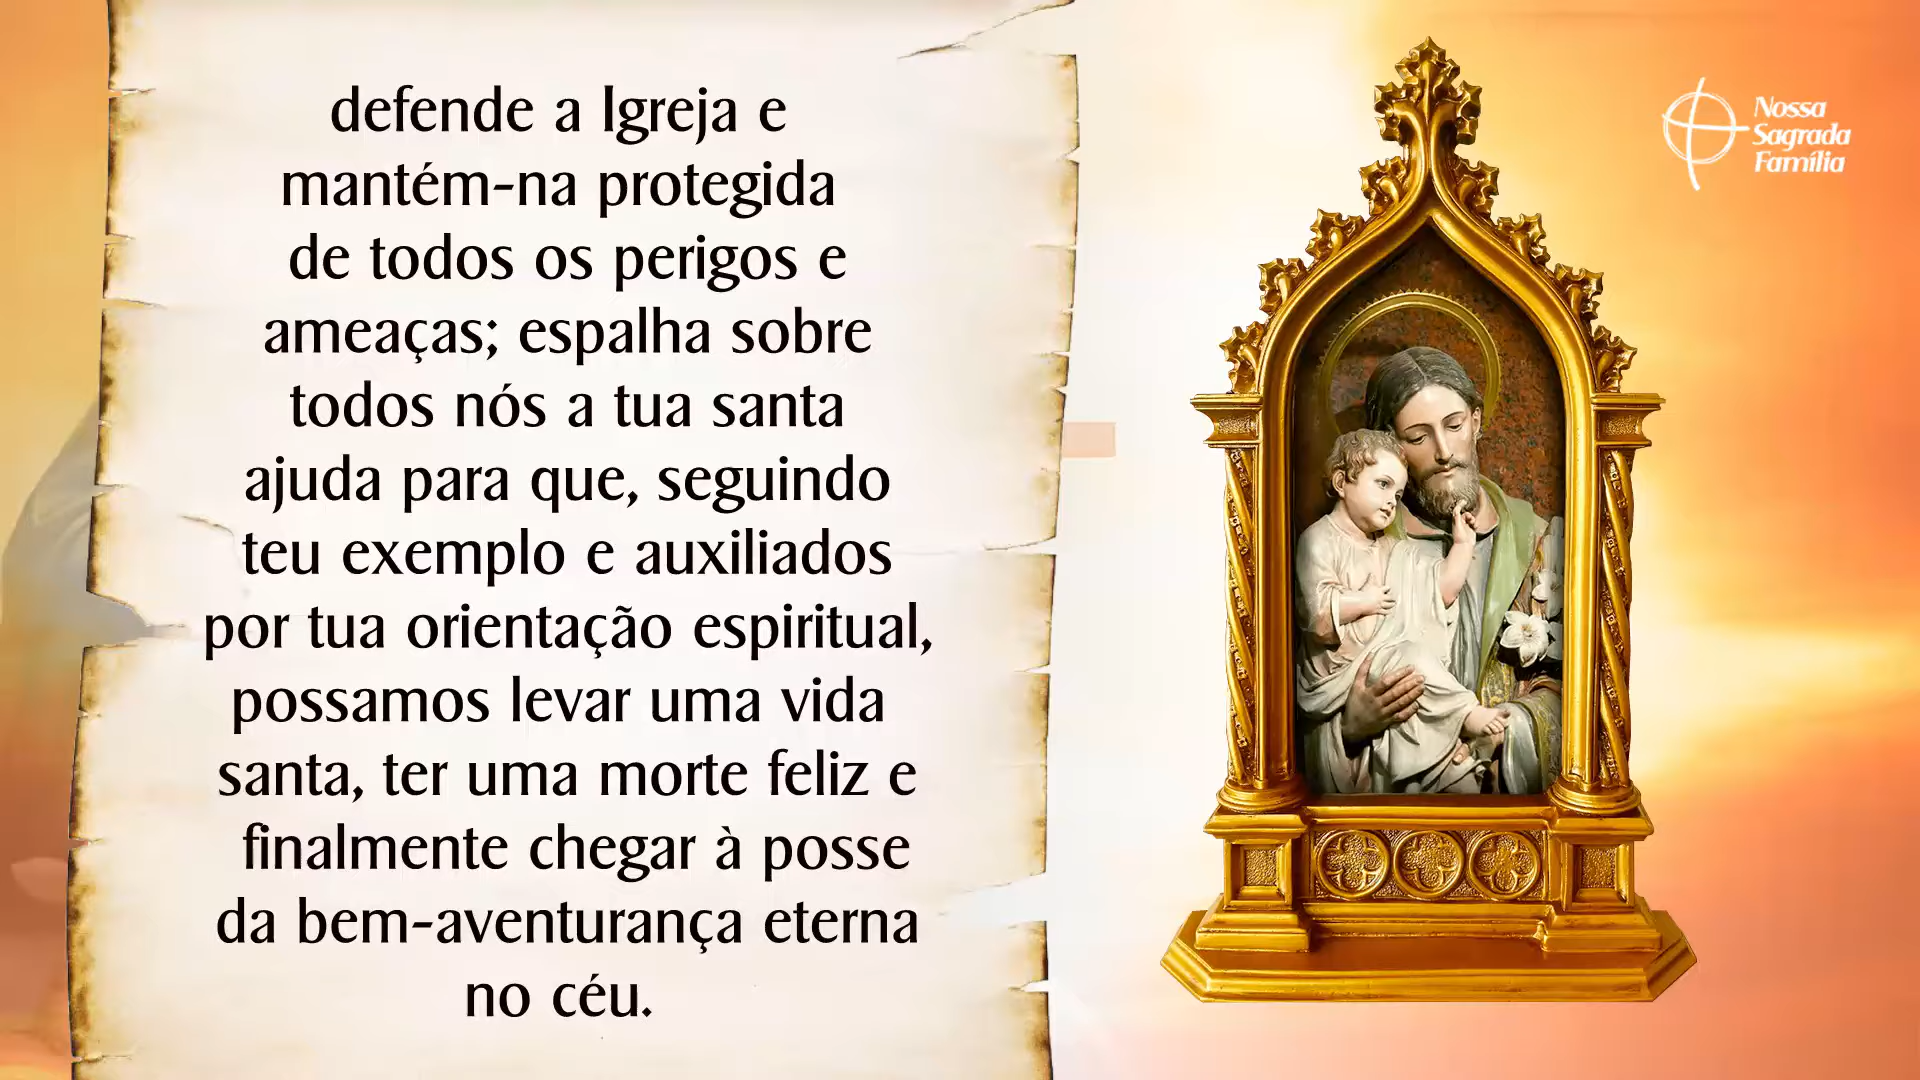 defende a Igreja e
mantém-na protegida
de todos os perigos e
ameaças; espalha sobre
todos nós a tua santa
ajuda para que, seguindo
teu exemplo e auxiliados
por tua orientação espiritual,
possamos levar uma vida
santa, ter uma morte feliz e
finalmente chegar à posse
da bem-aventurança eterna
no céu.
Nossa
Sagrada
Família